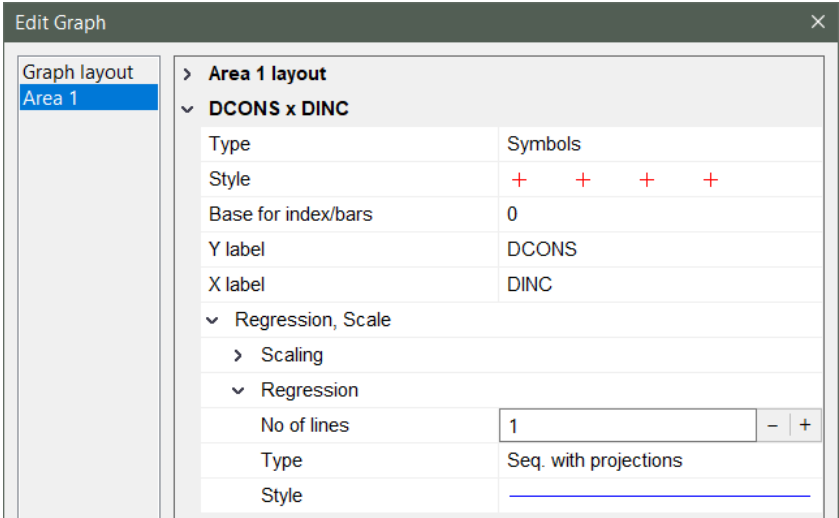 Edit Graph
Graph layout
Area 1
Area 1 layout
DCONS x DINC
Type Symbols
Style
Base for index/bars 0
Y label DCONS
X label DINC
Regression, Scale
Scaling
Regression
No of lines 1 − +
Type Seq. with projections
Style